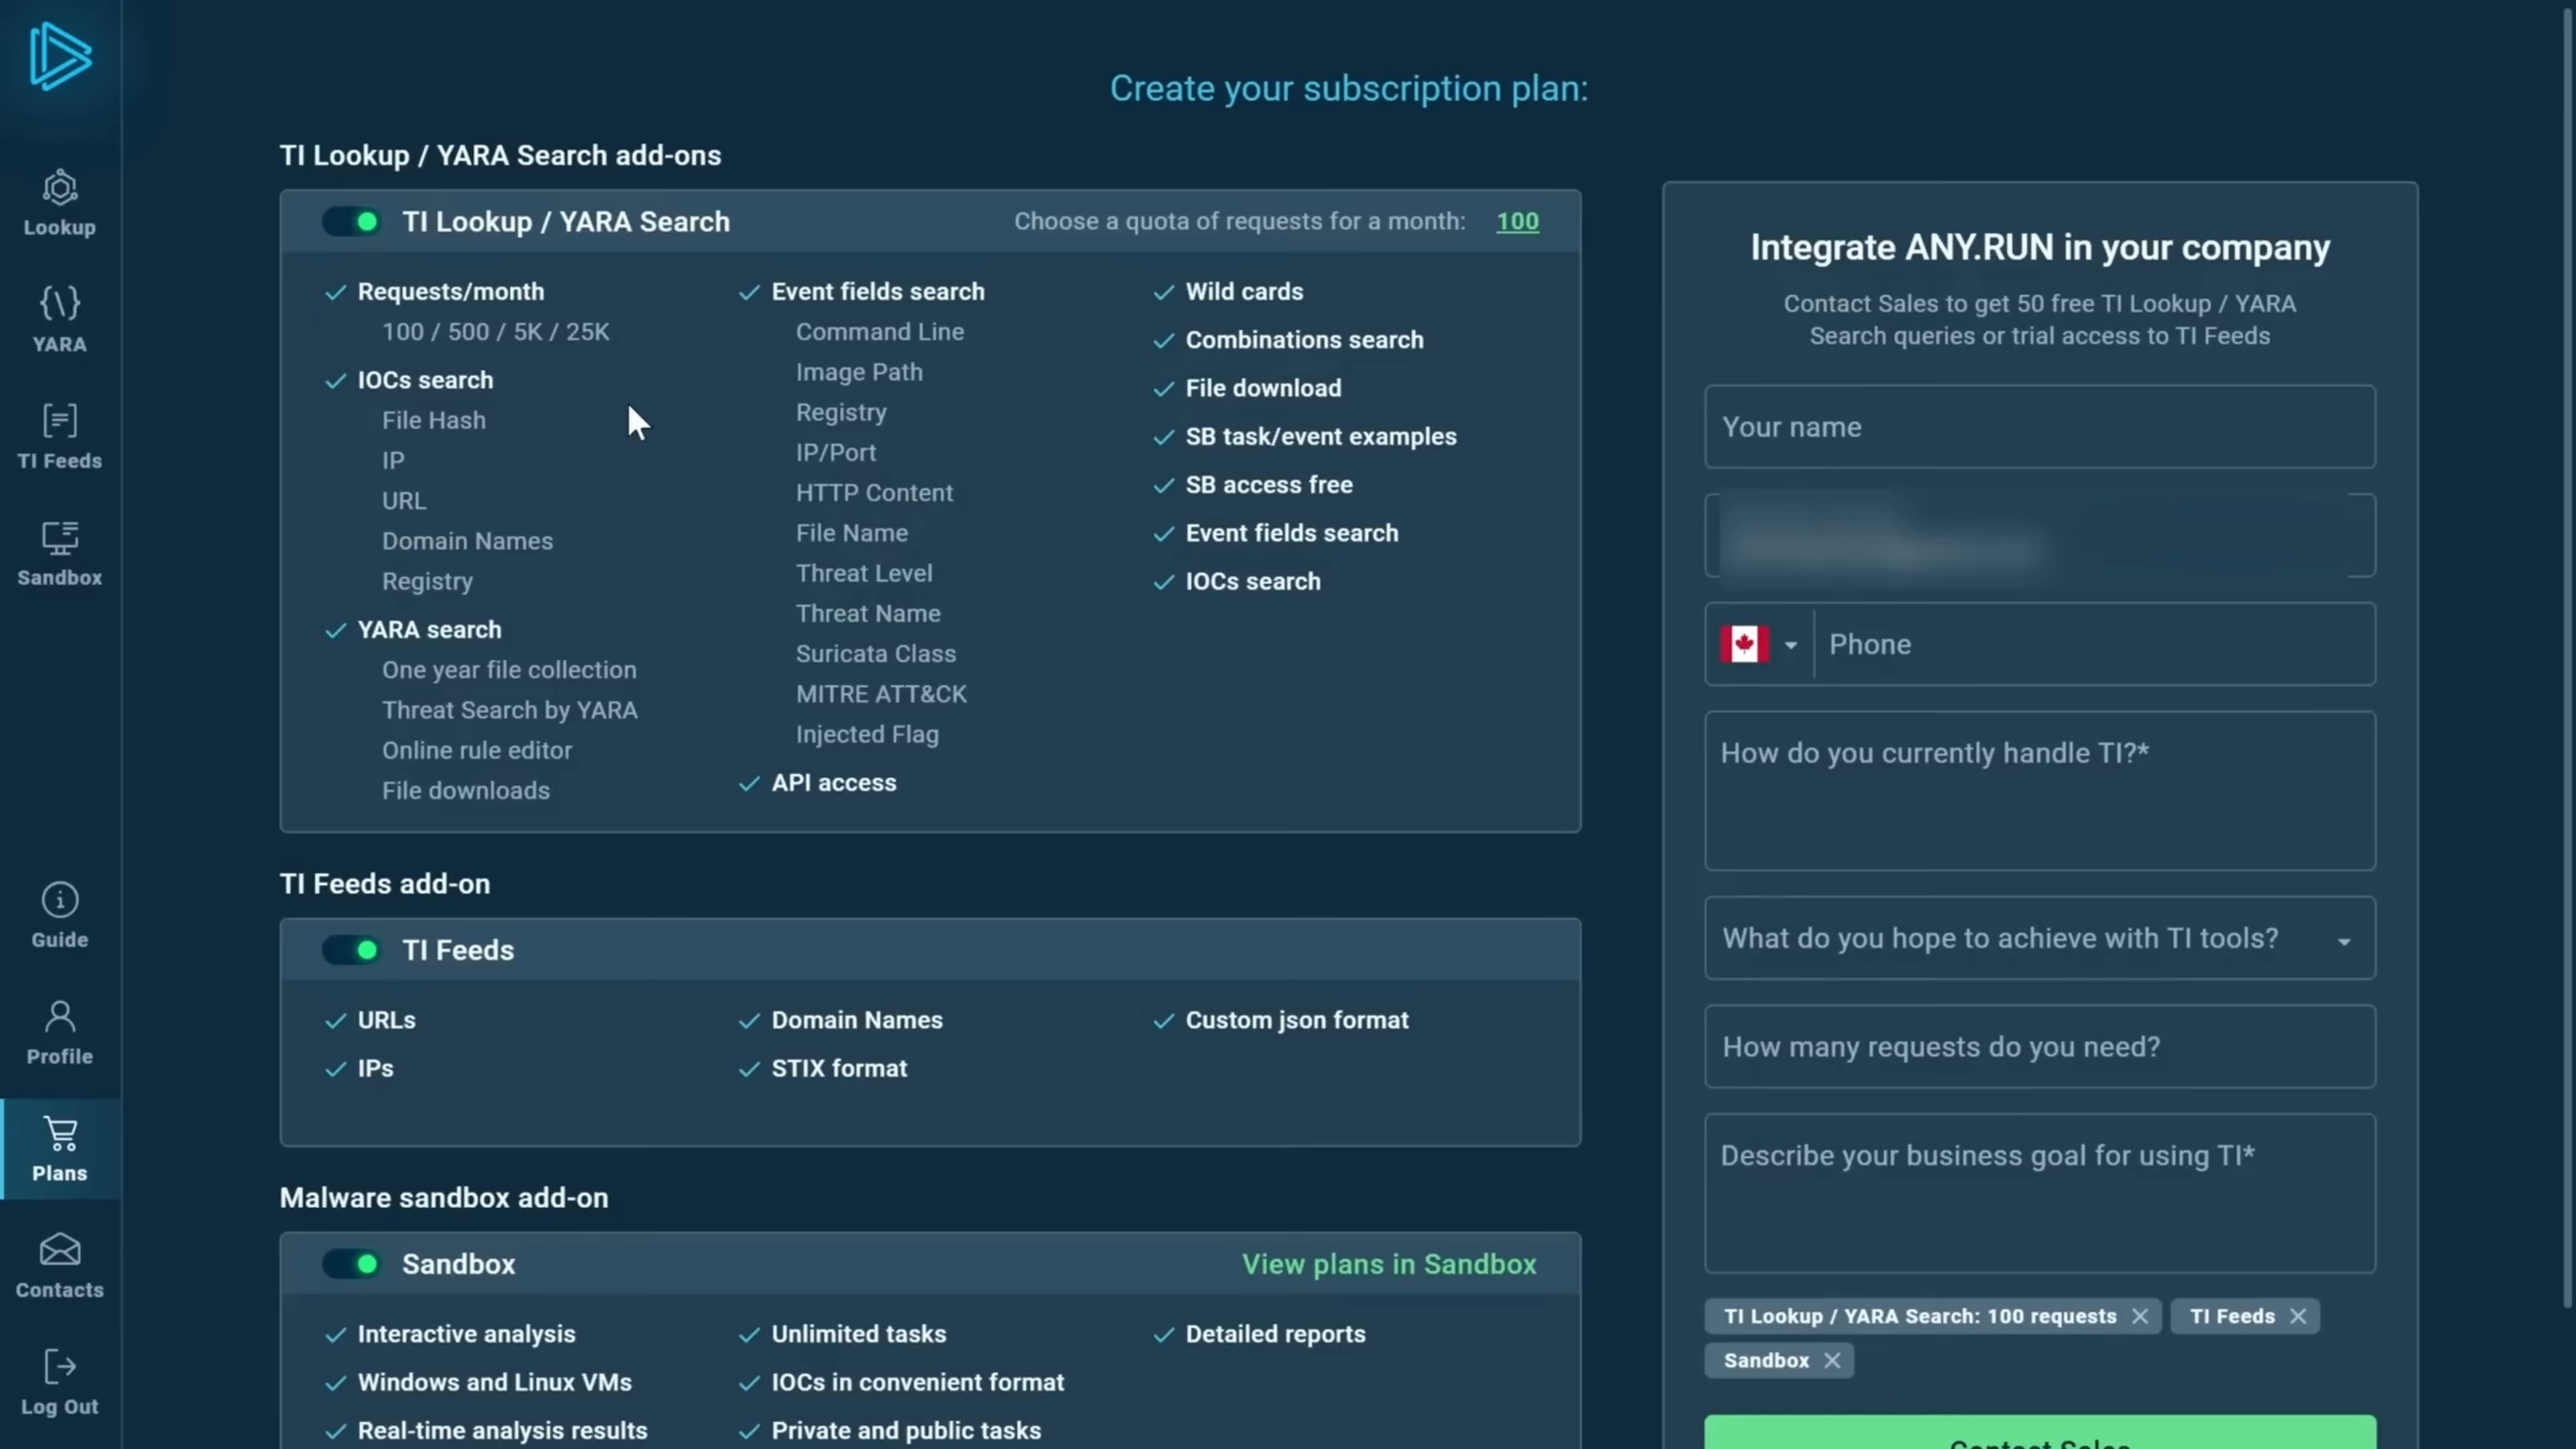 Create your subscription plan:
Lookup
YARA
TI Feeds
Sandbox
Guide
Profile
Plans
Contacts
Log Out
TI Lookup / YARA Search add-ons
TI Lookup / YARA Search
Choose a quota of requests for a month: 100
Requests/month
100 / 500 / 5K / 25K
IOCs search
File Hash
IP
URL
Domain Names
Registry
YARA search
One year file collection
Threat Search by YARA
Online rule editor
File downloads
Event fields search
Command Line
Image Path
Registry
IP/Port
HTTP Content
File Name
Threat Level
Threat Name
Suricata Class
MITRE ATT&CK
Injected Flag
API access
Wild cards
Combinations search
File download
SB task/event examples
SB access free
Event fields search
IOCs search
TI Feeds add-on
TI Feeds
URLs
IPs
Domain Names
STIX format
Custom json format
Malware sandbox add-on
Sandbox
View plans in Sandbox
Interactive analysis
Windows and Linux VMs
Real-time analysis results
Unlimited tasks
IOCs in convenient format
Private and public tasks
Detailed reports
Integrate ANY.RUN in your company
Contact Sales to get 50 free TI Lookup / YARA
Search queries or trial access to TI Feeds
Your name
Phone
How do you currently handle TI?*
What do you hope to achieve with TI tools?
How many requests do you need?
Describe your business goal for using TI*
TI Lookup / YARA Search: 100 requests
TI Feeds
Sandbox
Contact Sales